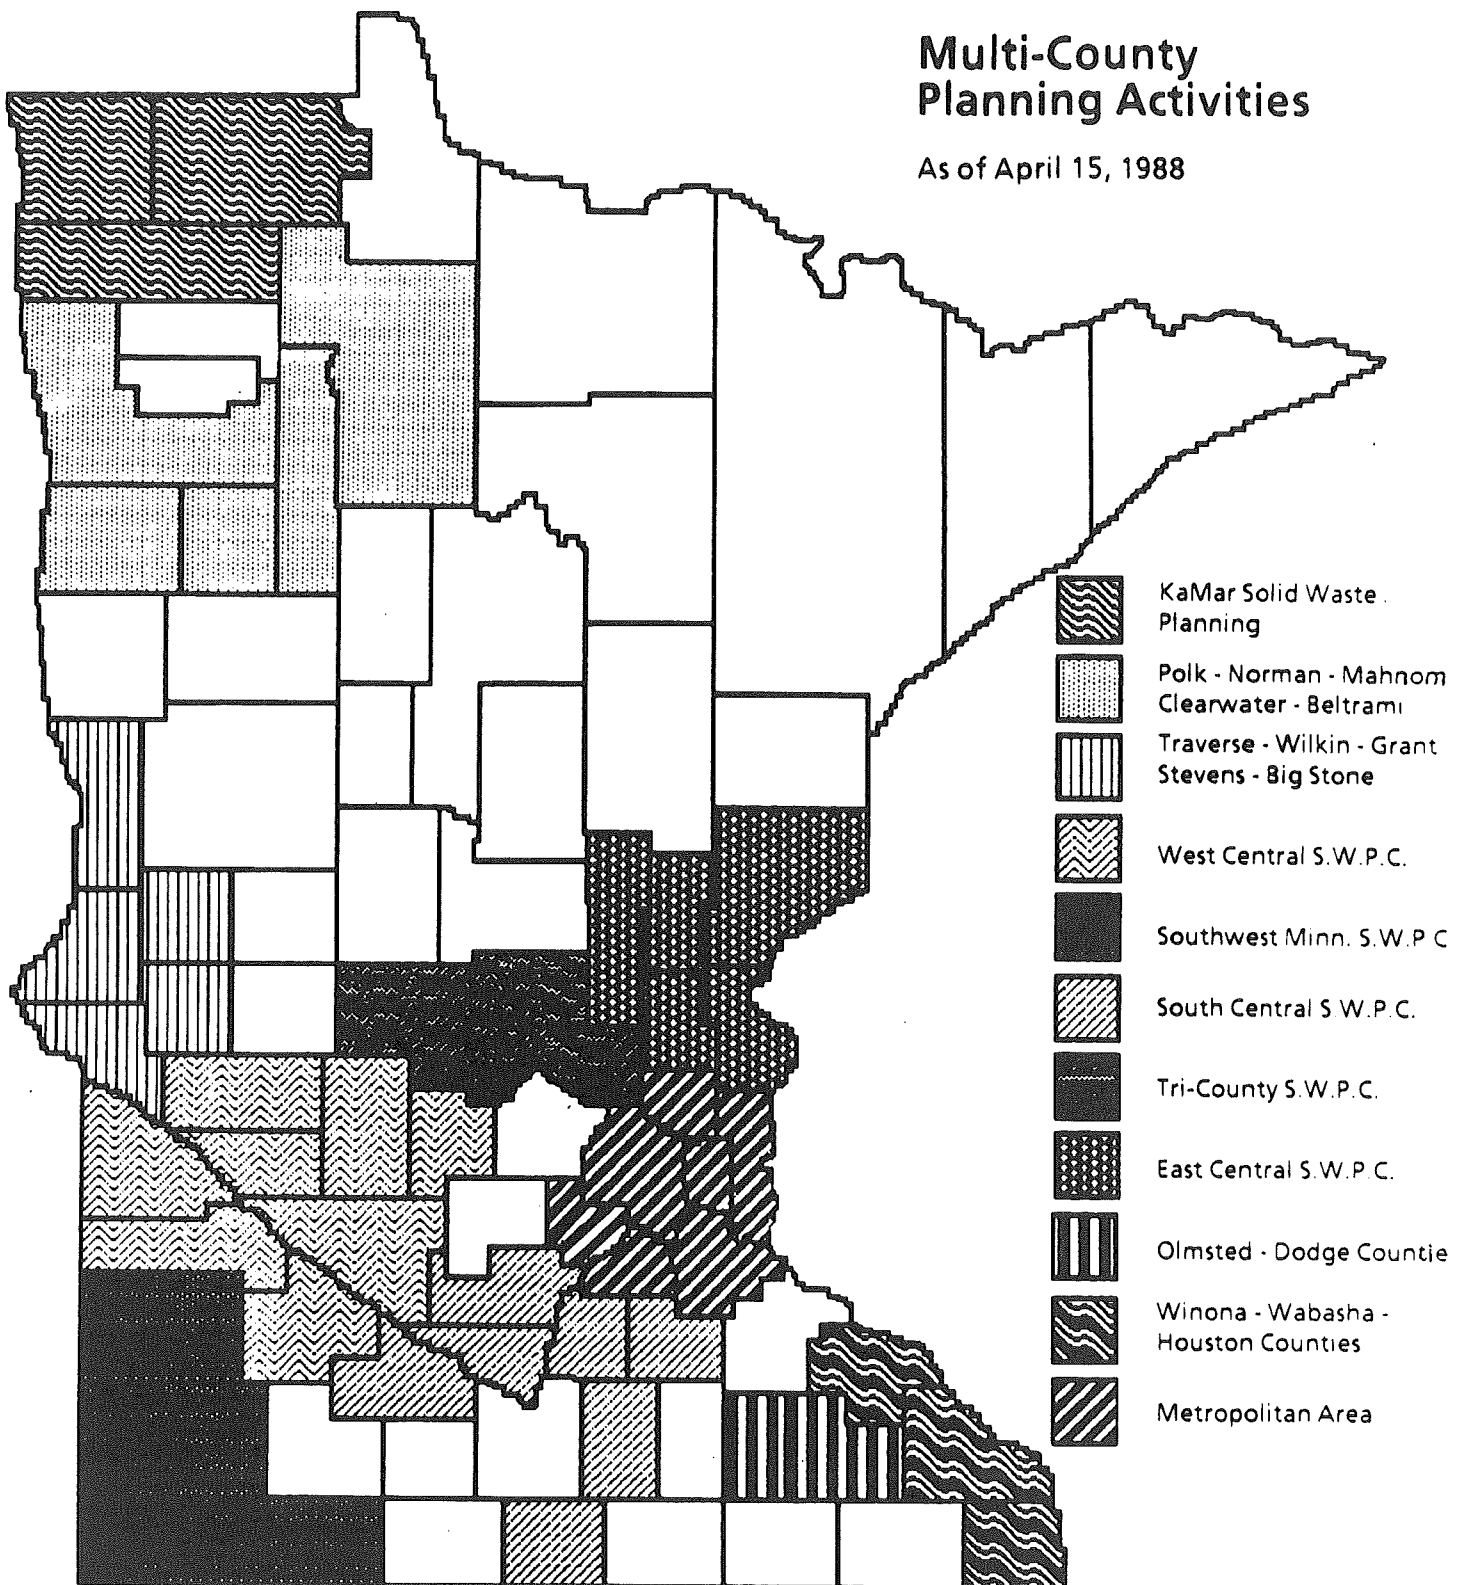 Multi-County
Planning Activities
As of April 15, 1988
KaMar Solid Waste
Planning
Polk - Norman - Mahnom
Clearwater - Beltrami
Traverse - Wilkin - Grant
Stevens - Big Stone
West Central S.W.P.C.
Southwest Minn. S.W.P C
South Central S.W.P.C.
Tri-County S.W.P.C.
East Central S.W.P.C.
Olmsted - Dodge Countie
Winona - Wabasha -
Houston Counties
Metropolitan Area